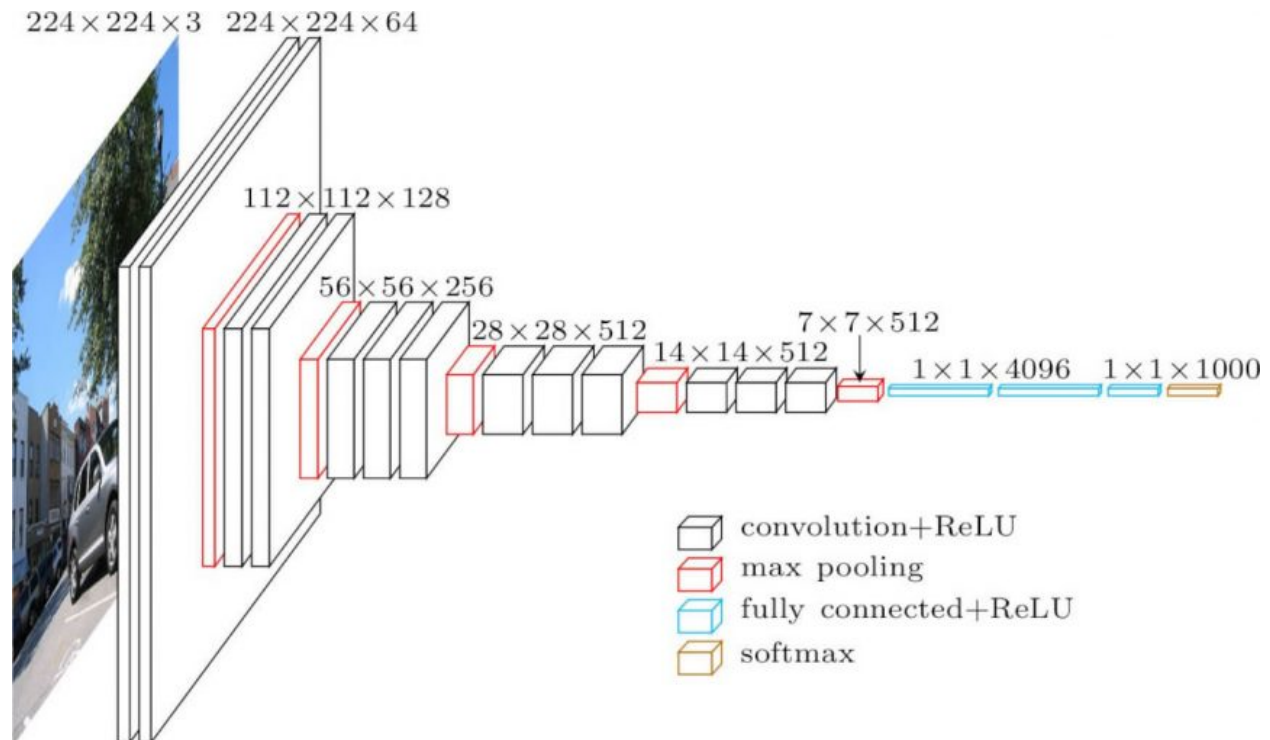 224×224×3
224×224×64
112×112×128
56×56×256
28×28×512
14×14×512
7×7×512
1×1×4096
1×1×1000
convolution+ReLU
max pooling
fully connected+ReLU
softmax